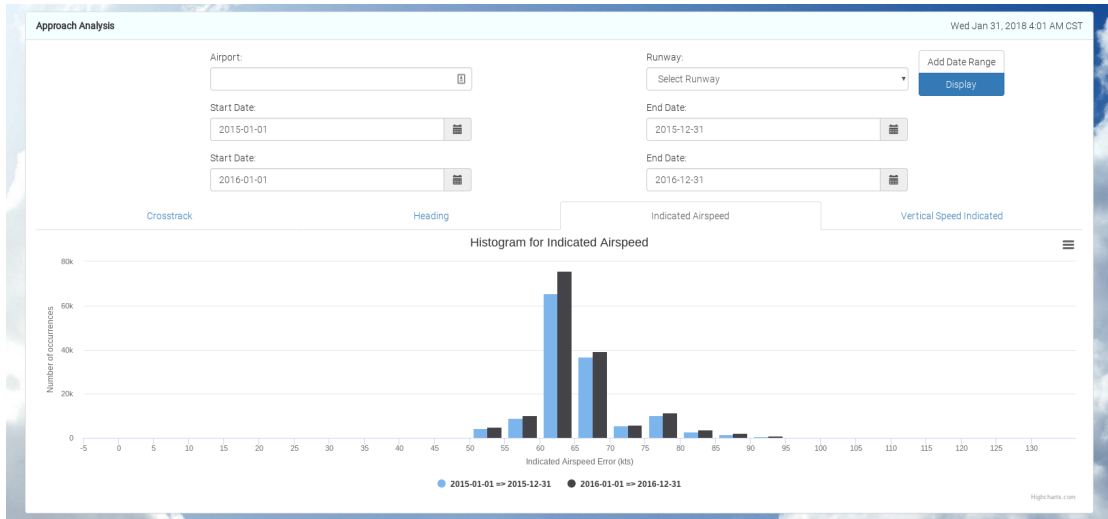 Approach Analysis Wed Jan 31, 2018 4:01 AM CST
Airport: Runway:
Select Runway
Add Date Range
Display
Start Date: End Date:
2015-01-01 2015-12-31
Start Date: End Date:
2016-01-01 2016-12-31
Crosstrack Heading Indicated Airspeed Vertical Speed Indicated
Histogram for Indicated Airspeed
Number of occurrences
80k
60k
40k
20k
0
-5 0 5 10 15 20 25 30 35 40 45 50 55 60 65 70 75 80 85 90 95 100 105 110 115 120 125 130
Indicated Airspeed Error (kts)
2015-01-01 => 2015-12-31 2016-01-01 => 2016-12-31
Highcharts.com